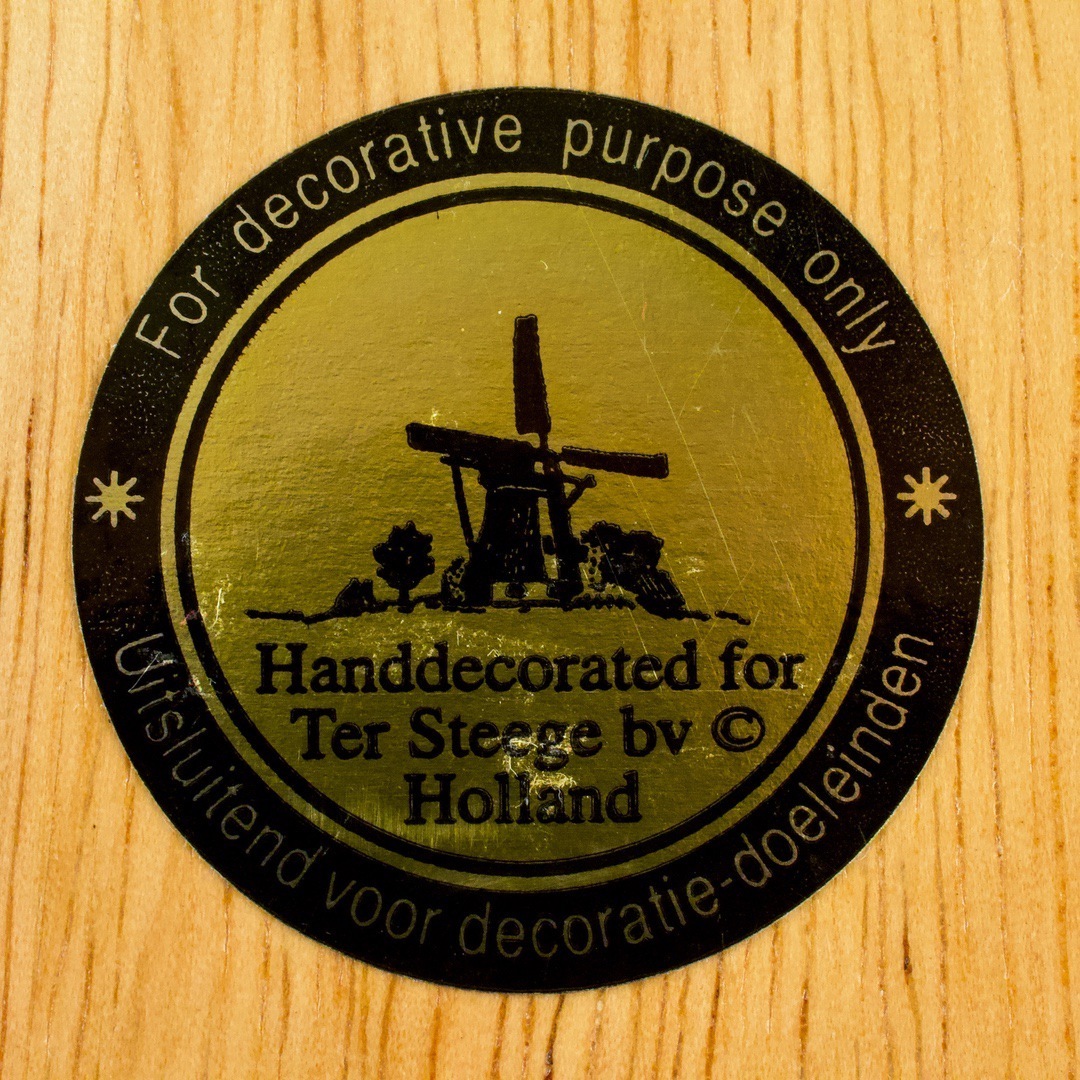 For decorative purpose only
Handdecorated for
Ter Steege bv ©
Holland
Uitsluitend voor decoratie-doeleinden